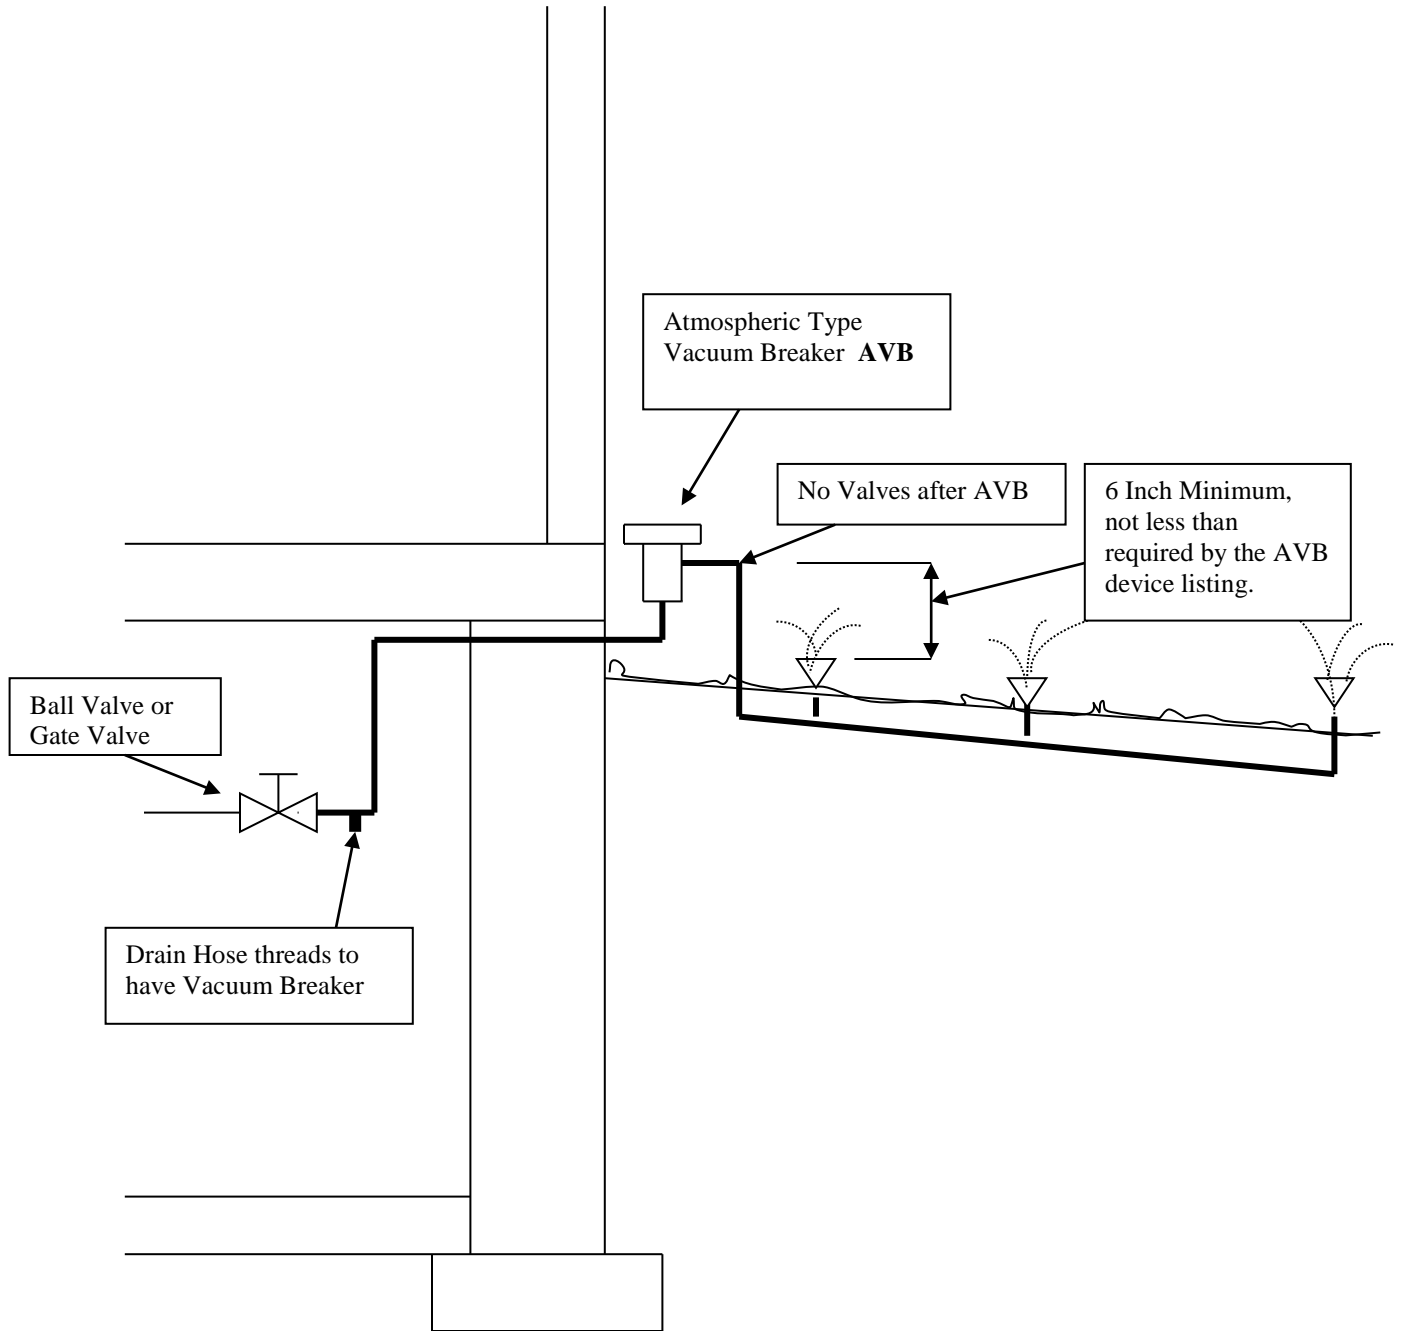 Atmospheric Type
Vacuum Breaker AVB
No Valves after AVB
6 Inch Minimum,
not less than
required by the AVB
device listing.
Ball Valve or
Gate Valve
Drain Hose threads to
have Vacuum Breaker